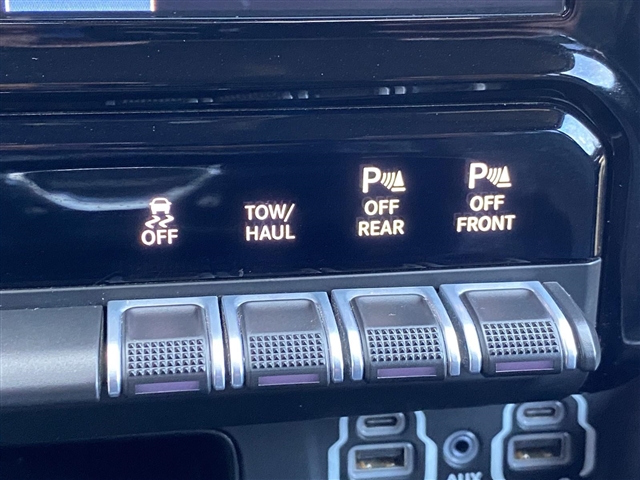 OFF
TOW/
HAUL
P
OFF
REAR
P
OFF
FRONT
AUX